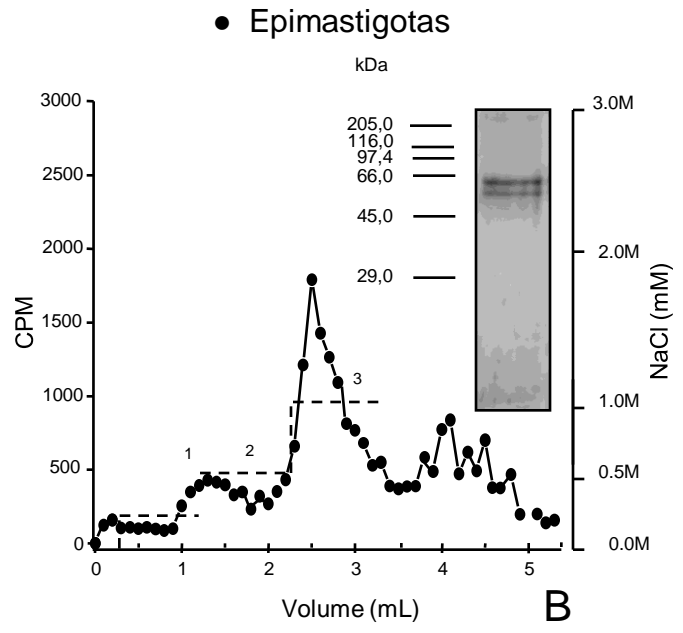 ● Epimastigotas
kDa
3000
2500
2000
1500
1000
500
0
CPM
205,0
116,0
97,4
66,0
45,0
29,0
3.0M
2.0M
1.0M
0.5M
0.0M
NaCl (mM)
1
2
3
0 1 2 3 4 5
Volume (mL)
B